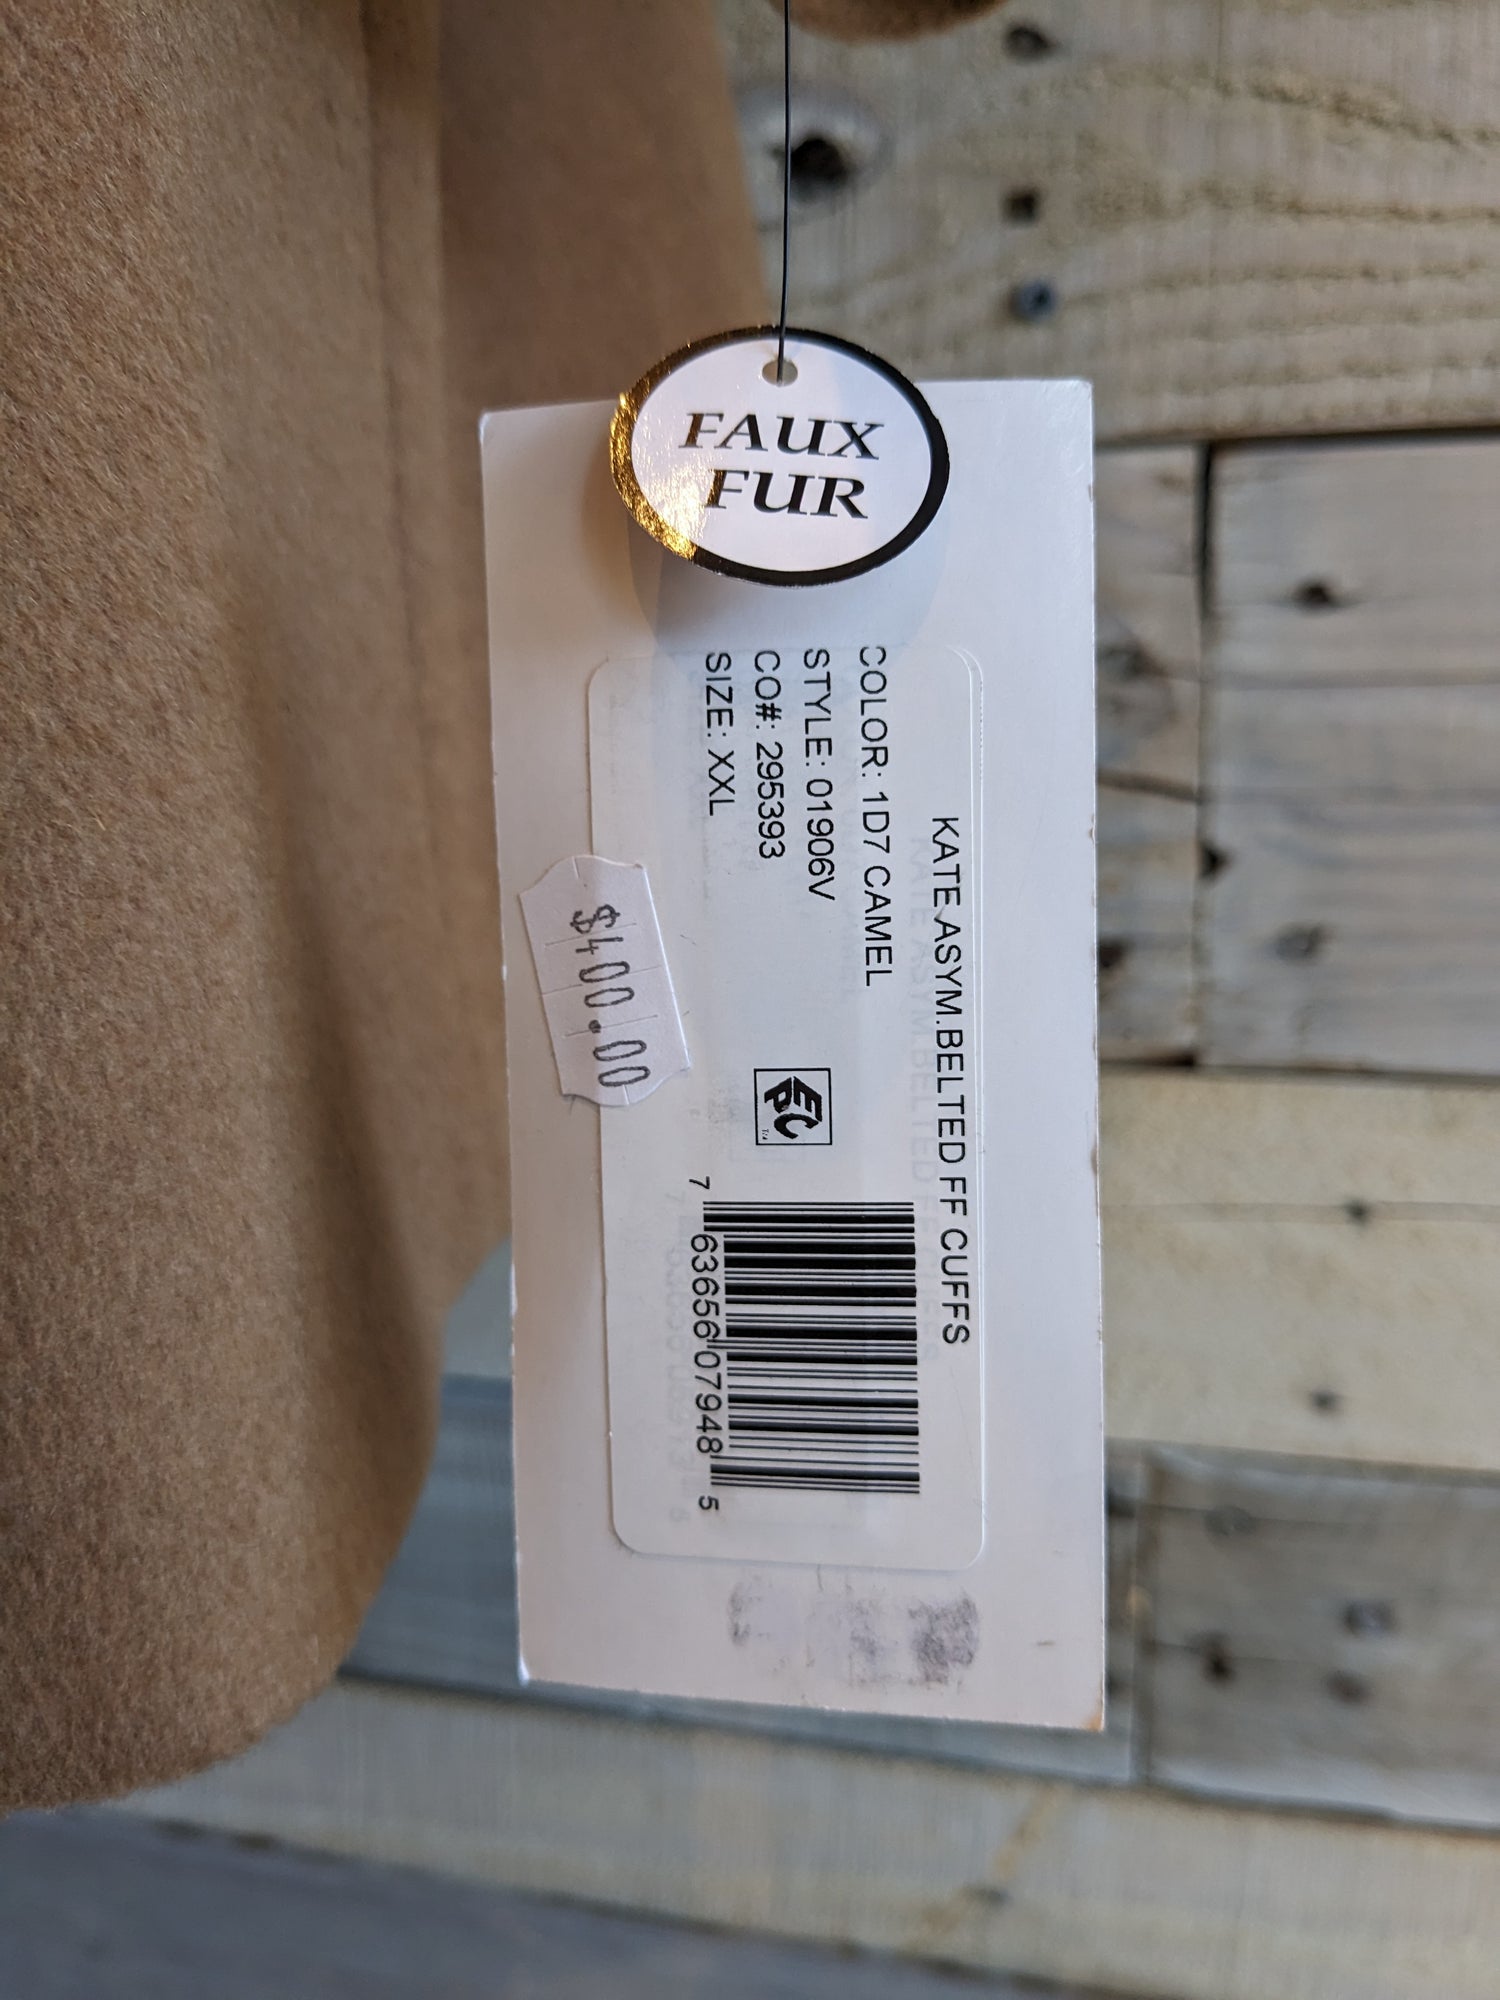 FAUX
FUR
KATE ASYM.BELTED FF CUFFS
COLOR: 1D7 CAMEL
STYLE: 01906V
CO#: 295393
SIZE: XXL
EPC
7 63656 07948 5
$400.00